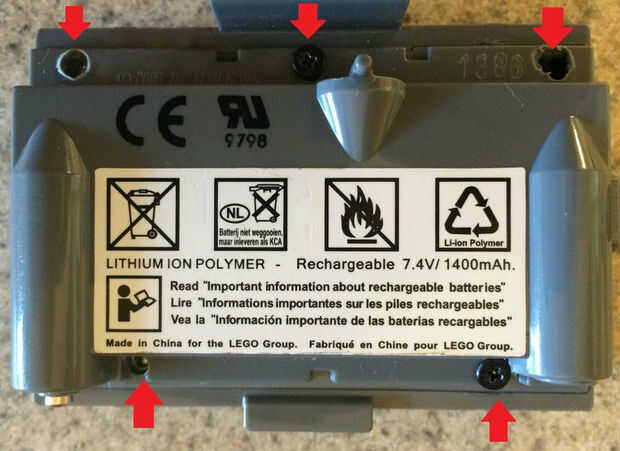 CE
9798
NL
Batterij niet weggooien,
maar inleveren als KCA
Li-ion Polymer
LITHIUM ION POLYMER - Rechargeable 7.4V/ 1400mAh.
Read "Important information about rechargeable batteries"
Lire "Informations importantes sur les piles rechargeables"
Vea la "Información importante de las baterias recargables"
Made in China for the LEGO Group. Fabriqué en Chine pour LEGO Group.